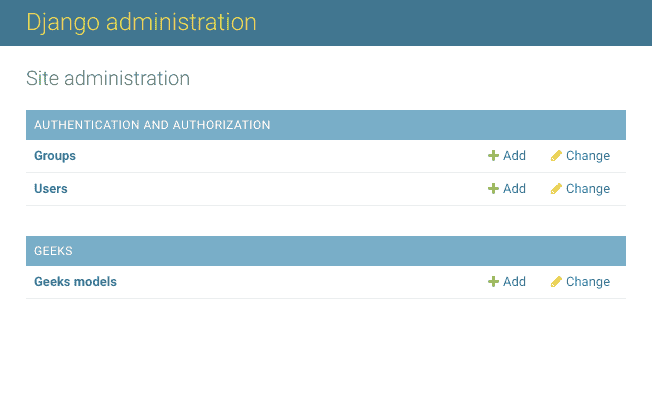 Django administration
Site administration
AUTHENTICATION AND AUTHORIZATION
Groups Add Change
Users Add Change
GEEKS
Geeks models Add Change